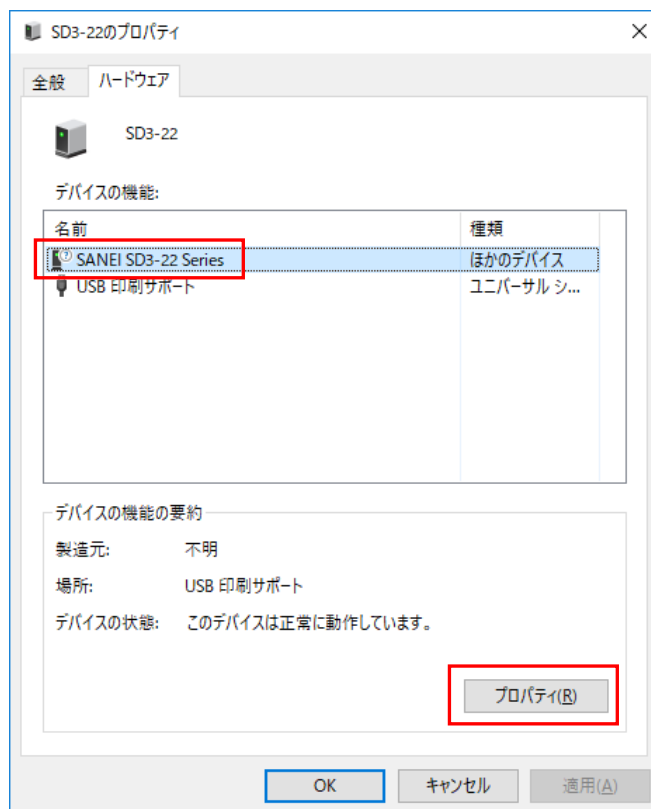 SD3-22のプロパティ
全般 ハードウェア
SD3-22
デバイスの機能:
名前 種類
SANEI SD3-22 Series ほかのデバイス
USB 印刷サポート ユニバーサル シ...
デバイスの機能の要約
製造元: 不明
場所: USB 印刷サポート
デバイスの状態: このデバイスは正常に動作しています。
プロパティ(R)
OK キャンセル 適用(A)